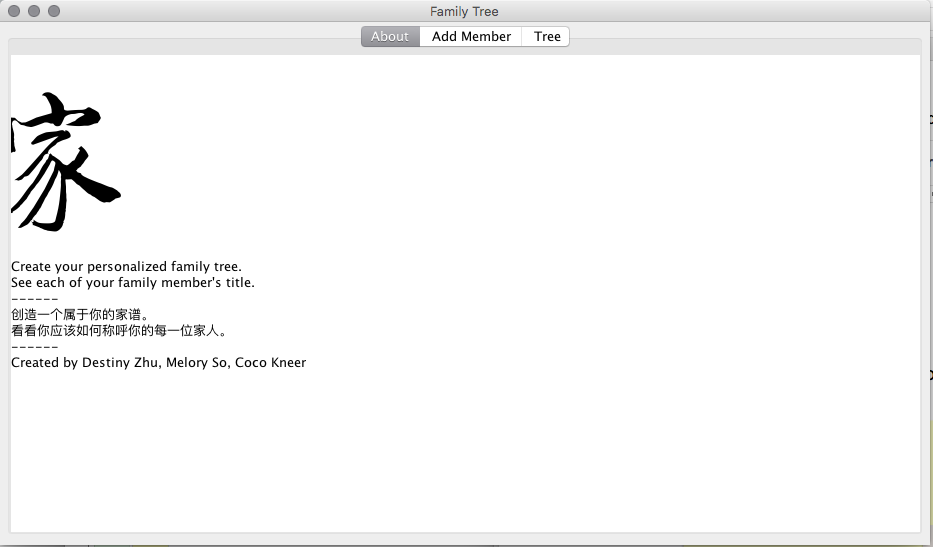 Family Tree
About Add Member Tree
家
Create your personalized family tree.
See each of your family member's title.
------
创造一个属于你的家谱。
看看你应该如何称呼你的每一位家人。
------
Created by Destiny Zhu, Melory So, Coco Kneer